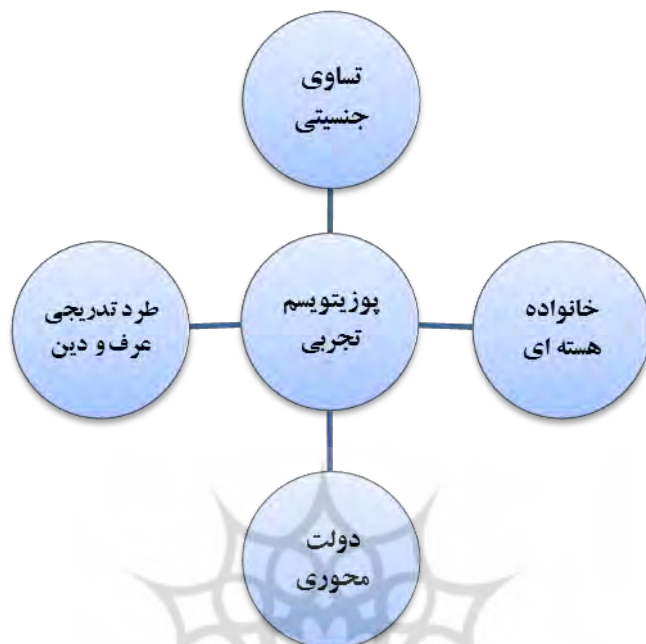 تساوی
جنسیتی
پوزیتویسم
تجربی
خانواده
هسته ای
طرد تدریجی
عرف و دین
دولت
محوری